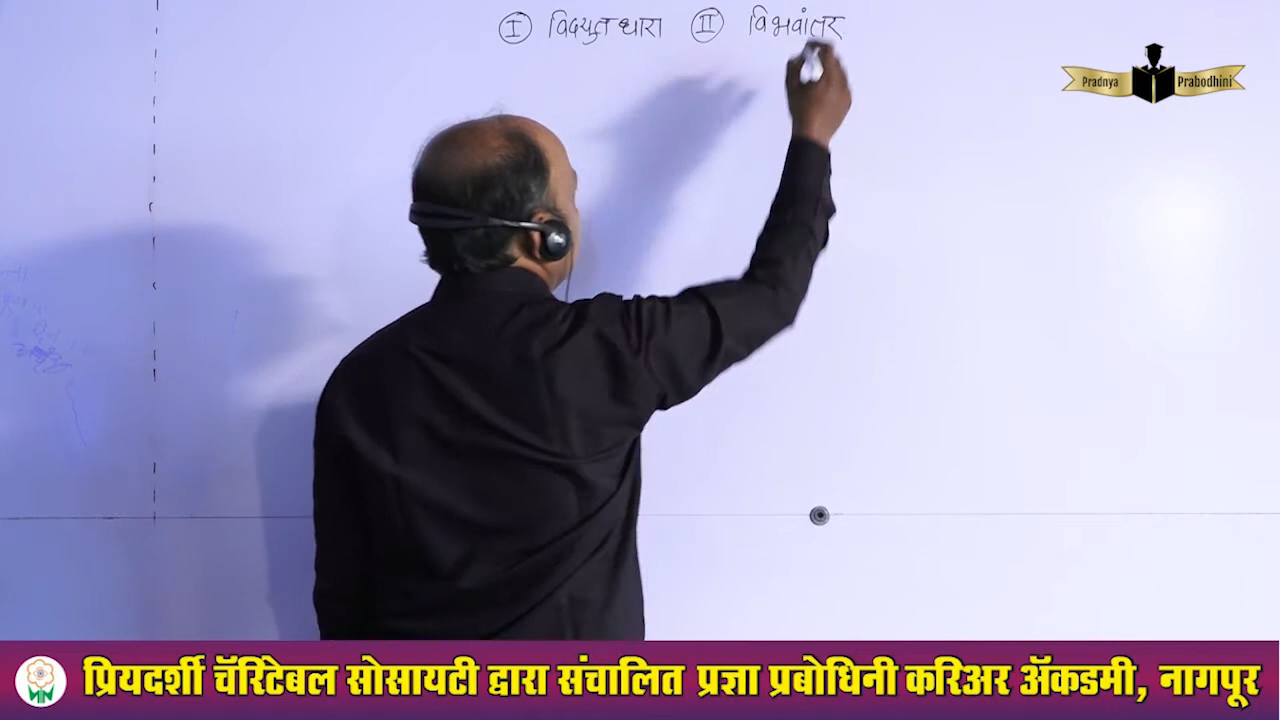 I विद्युत धारा II विभवांतर
Pradnya Prabodhini
प्रियदर्शी चॅरिटेबल सोसायटी द्वारा संचालित प्रज्ञा प्रबोधिनी करिअर ॲकडमी, नागपूर